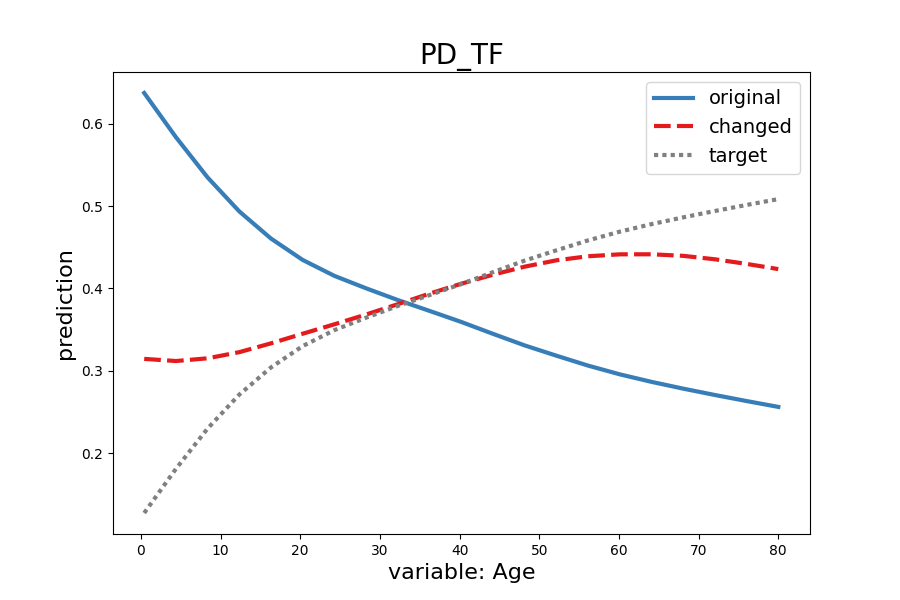 PD_TF
original
changed
target
0.6
0.5
0.4
0.3
0.2
prediction
0 10 20 30 40 50 60 70 80
variable: Age